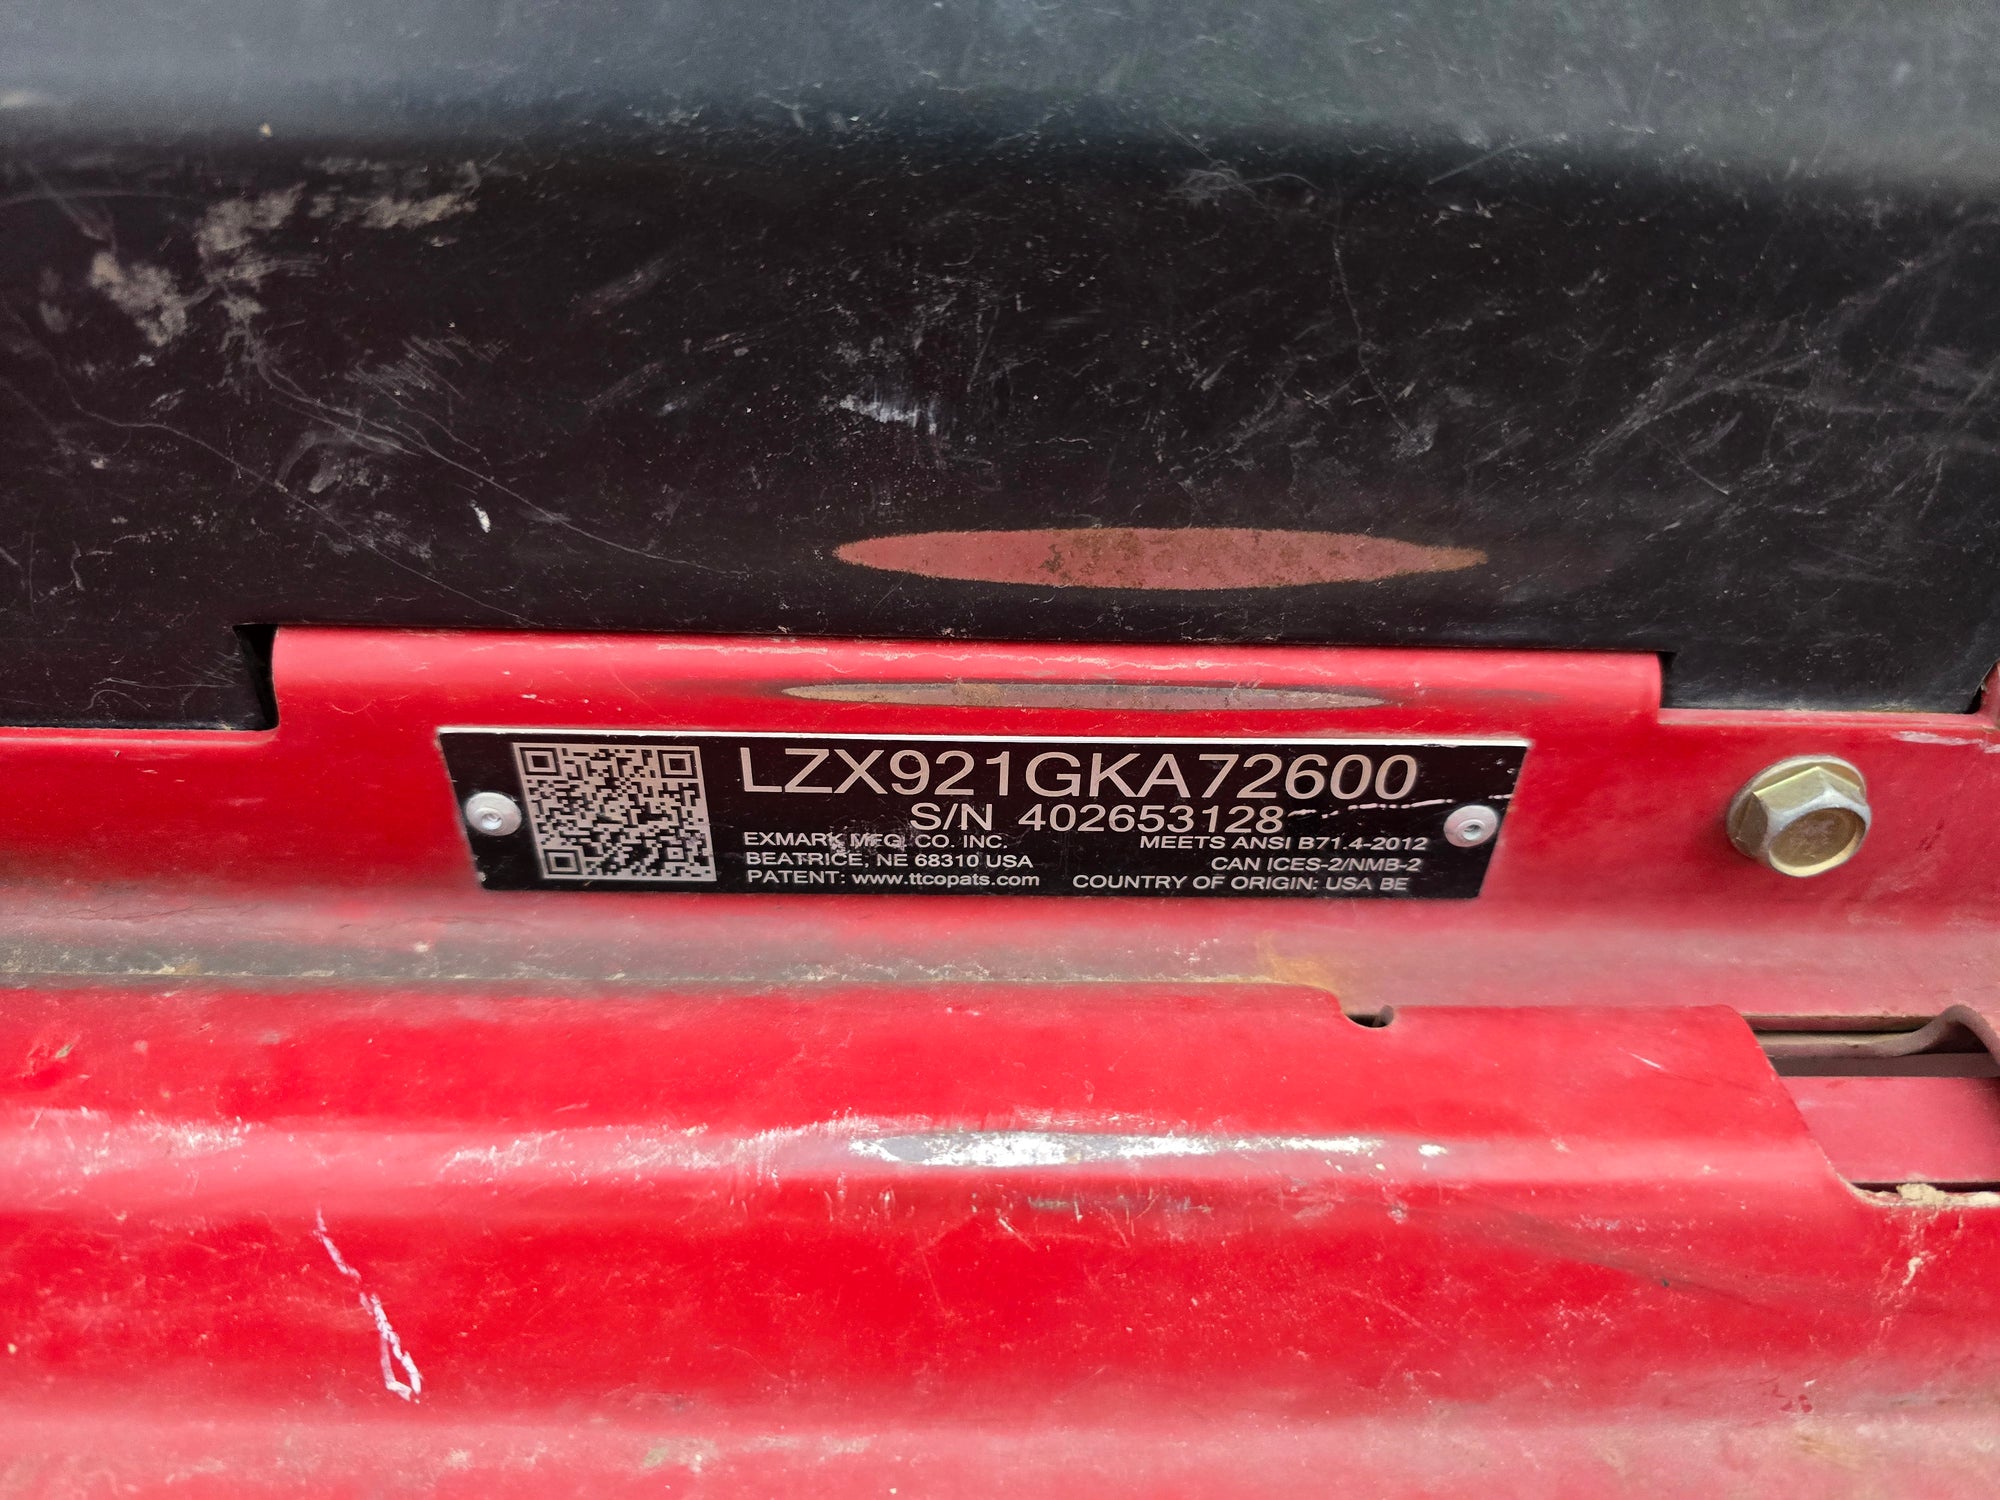 LZX921GKA72600
S/N 402653128
EXMARK MFG. CO. INC.
MEETS ANSI B71.4-2012
BEATRICE, NE 68310 USA
CAN ICES-2/NMB-2
PATENT: www.ttcopats.com
COUNTRY OF ORIGIN: USA BE